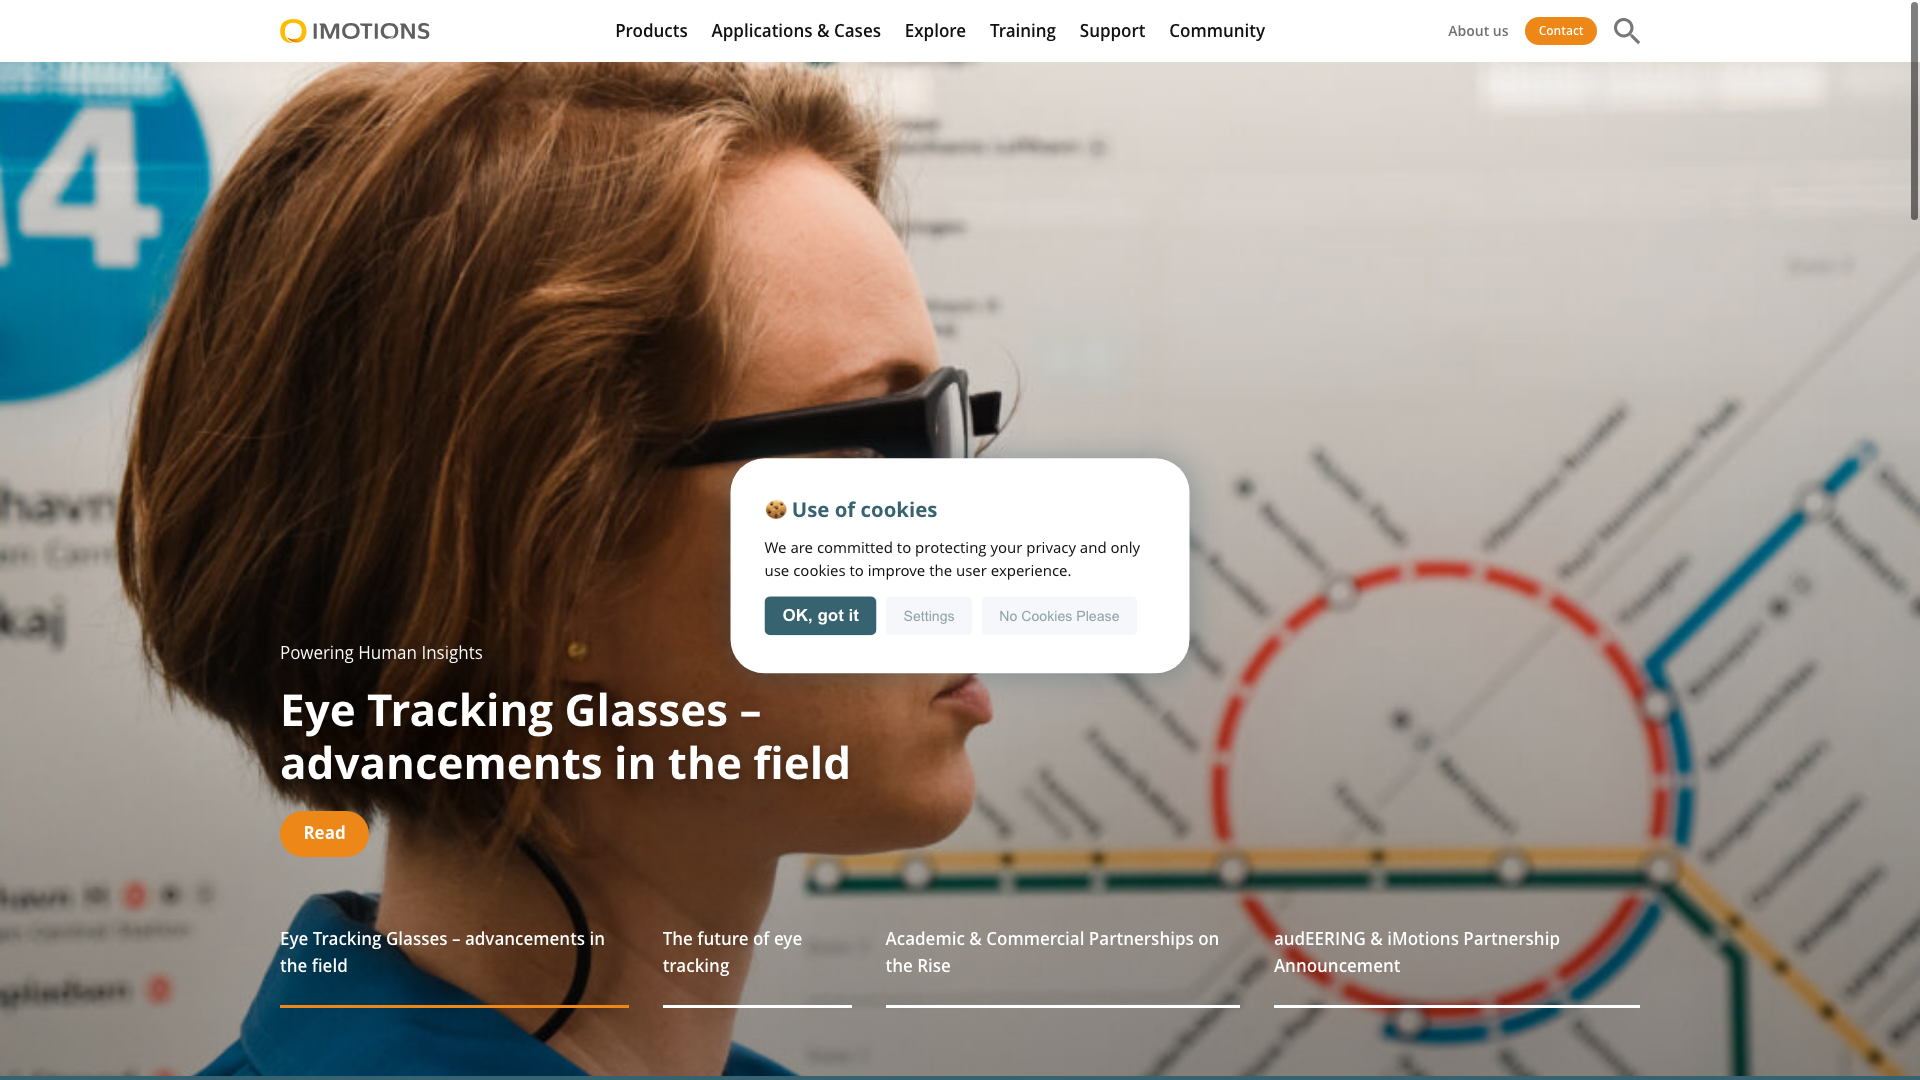 IMOTIONS
Products
Applications & Cases
Explore
Training
Support
Community
About us
Contact
4
🍪 Use of cookies
We are committed to protecting your privacy and only
use cookies to improve the user experience.
OK, got it
Settings
No Cookies Please
Powering Human Insights
Eye Tracking Glasses –
advancements in the field
Read
Eye Tracking Glasses – advancements in
the field
The future of eye
tracking
Academic & Commercial Partnerships on
the Rise
audEERING & iMotions Partnership
Announcement